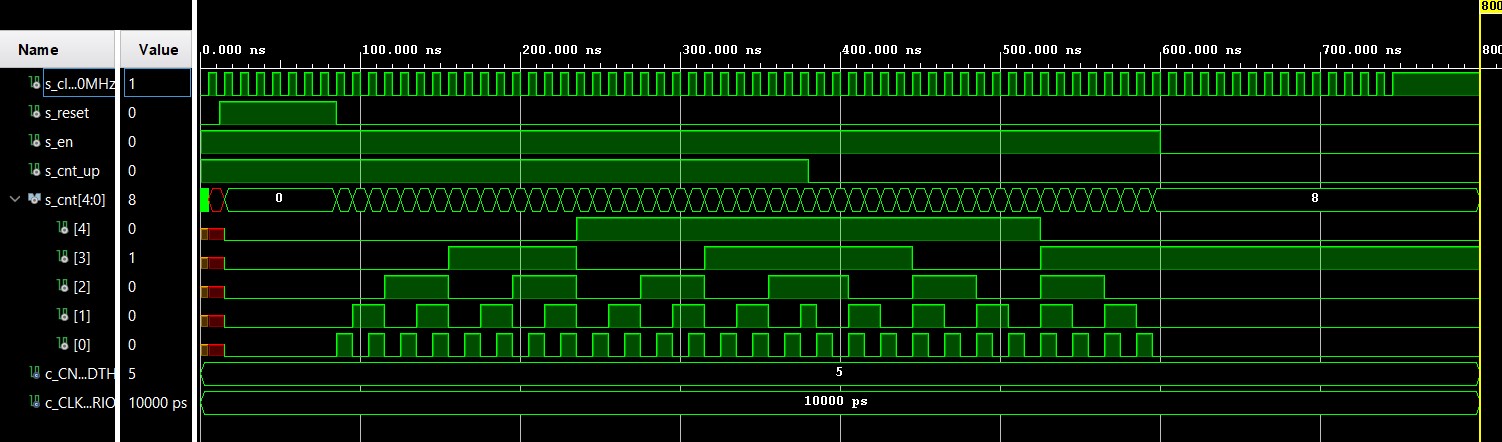 800
Name Value 0.000 ns 100.000 ns 200.000 ns 300.000 ns 400.000 ns 500.000 ns 600.000 ns 700.000 ns 800
s_cl...0MHz 1
s_reset 0
s_en 0
s_cnt_up 0
s_cnt[4:0] 8 0 8
[4] 0
[3] 1
[2] 0
[1] 0
[0] 0
c_CN...DTH 5 5
c_CLK...RIO 10000 ps 10000 ps